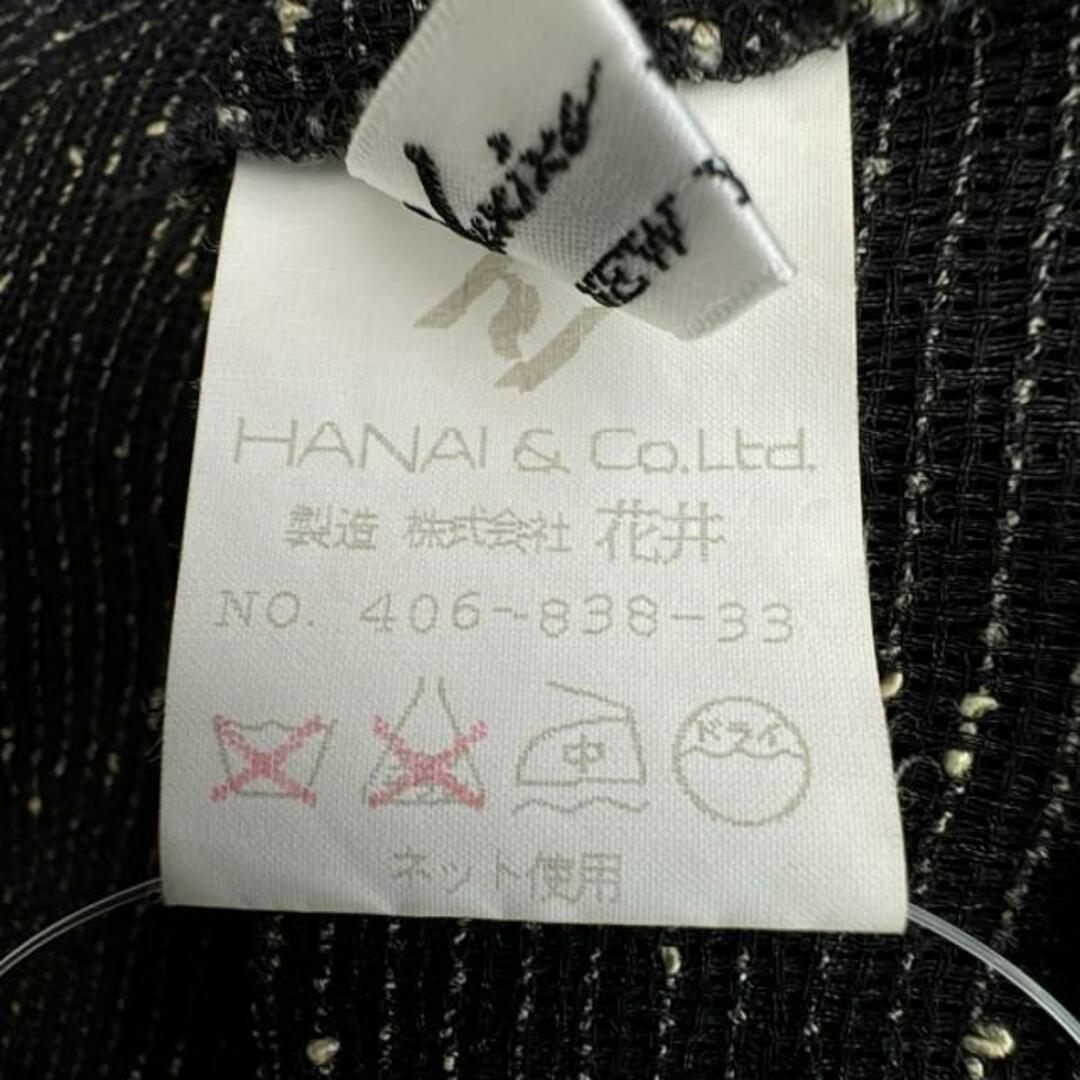 EW
HANAI & Co.Ltd.
製造 株式会社 花井
NO. 406-838-33
中
ドライ
ネット使用